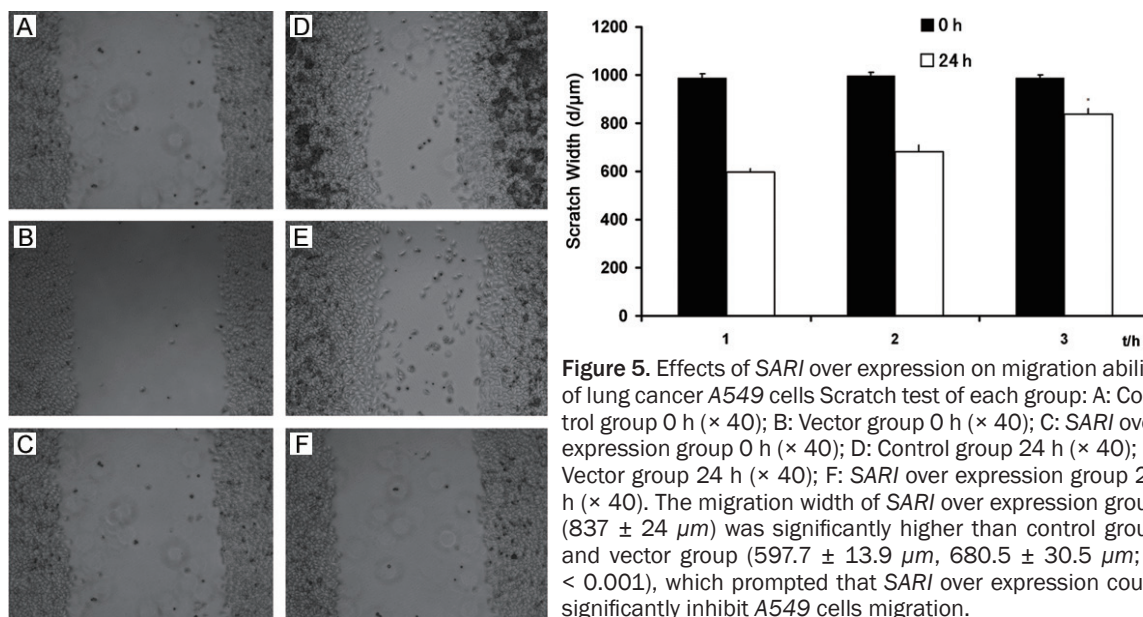 A
D
B
E
C
F
1200
1000
800
600
400
200
0
Scratch Width (d/µm)
0 h
24 h
*
1 2 3 t/h
Figure 5. Effects of SARI over expression on migration abili
of lung cancer A549 cells Scratch test of each group: A: Co
trol group 0 h (× 40); B: Vector group 0 h (× 40); C: SARI ov
expression group 0 h (× 40); D: Control group 24 h (× 40);
Vector group 24 h (× 40); F: SARI over expression group 2
h (× 40). The migration width of SARI over expression grou
(837 ± 24 µm) was significantly higher than control grou
and vector group (597.7 ± 13.9 µm, 680.5 ± 30.5 µm;
< 0.001), which prompted that SARI over expression cou
significantly inhibit A549 cells migration.